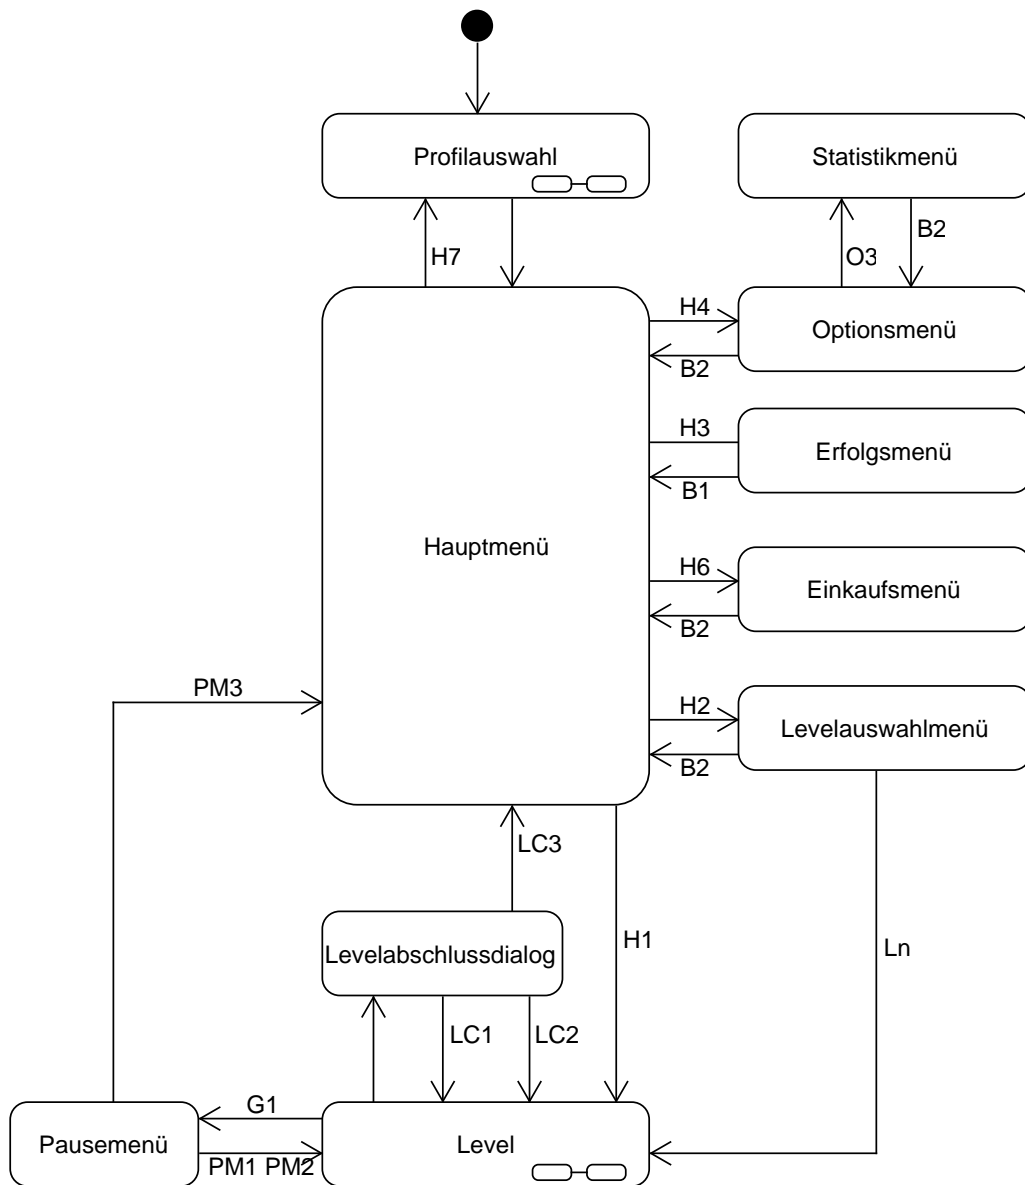 Profilauswahl
Statistikmenü
H7
O3
B2
H4
Optionsmenü
B2
H3
Erfolgsmenü
B1
Hauptmenü
H6
Einkaufsmenü
B2
PM3
H2
Levelauswahlmenü
B2
LC3
Levelabschlussdialog
H1
Ln
LC1
LC2
G1
Pausemenü
Level
PM1 PM2